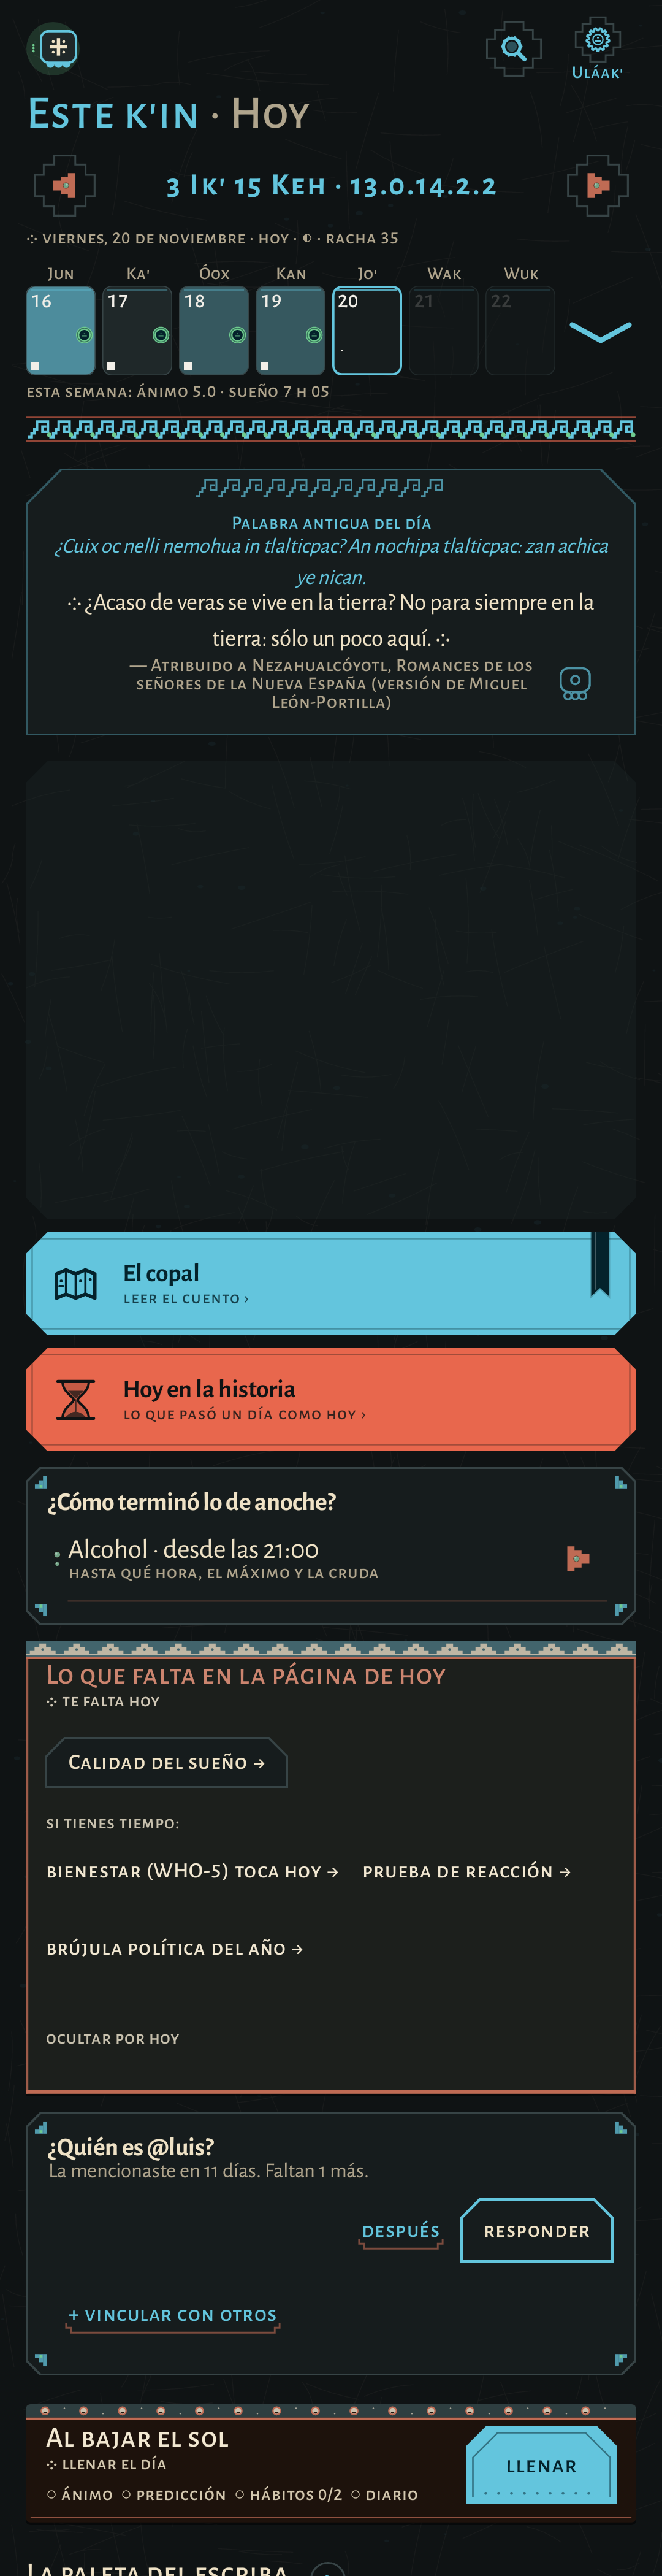 Uláak'
Este k'in · Hoy
3 Ik' 15 Keh · 13.0.14.2.2
viernes, 20 de noviembre · hoy · · racha 35
Jun Ka' Óox Kan Jo' Wak Wuk
16 17 18 19 20 21 22
esta semana: ánimo 5.0 · sueño 7 h 05
Palabra antigua del día
¿Cuix oc nelli nemohua in tlalticpac? An nochipa tlalticpac: zan achica
ye nican.
¿Acaso de veras se vive en la tierra? No para siempre en la
tierra: sólo un poco aquí.
— Atribuido a Nezahualcóyotl, Romances de los
señores de la Nueva España (versión de Miguel
León-Portilla)
El copal
leer el cuento ›
Hoy en la historia
lo que pasó un día como hoy ›
¿Cómo terminó lo de anoche?
Alcohol · desde las 21:00
hasta qué hora, el máximo y la cruda
Lo que falta en la página de hoy
te falta hoy
Calidad del sueño →
si tienes tiempo:
bienestar (WHO-5) toca hoy → prueba de reacción →
brújula política del año →
ocultar por hoy
¿Quién es @luis?
La mencionaste en 11 días. Faltan 1 más.
después responder
+ vincular con otros
Al bajar el sol
llenar el día
llenar
ánimo predicción hábitos 0/2 diario
La paleta del escriba